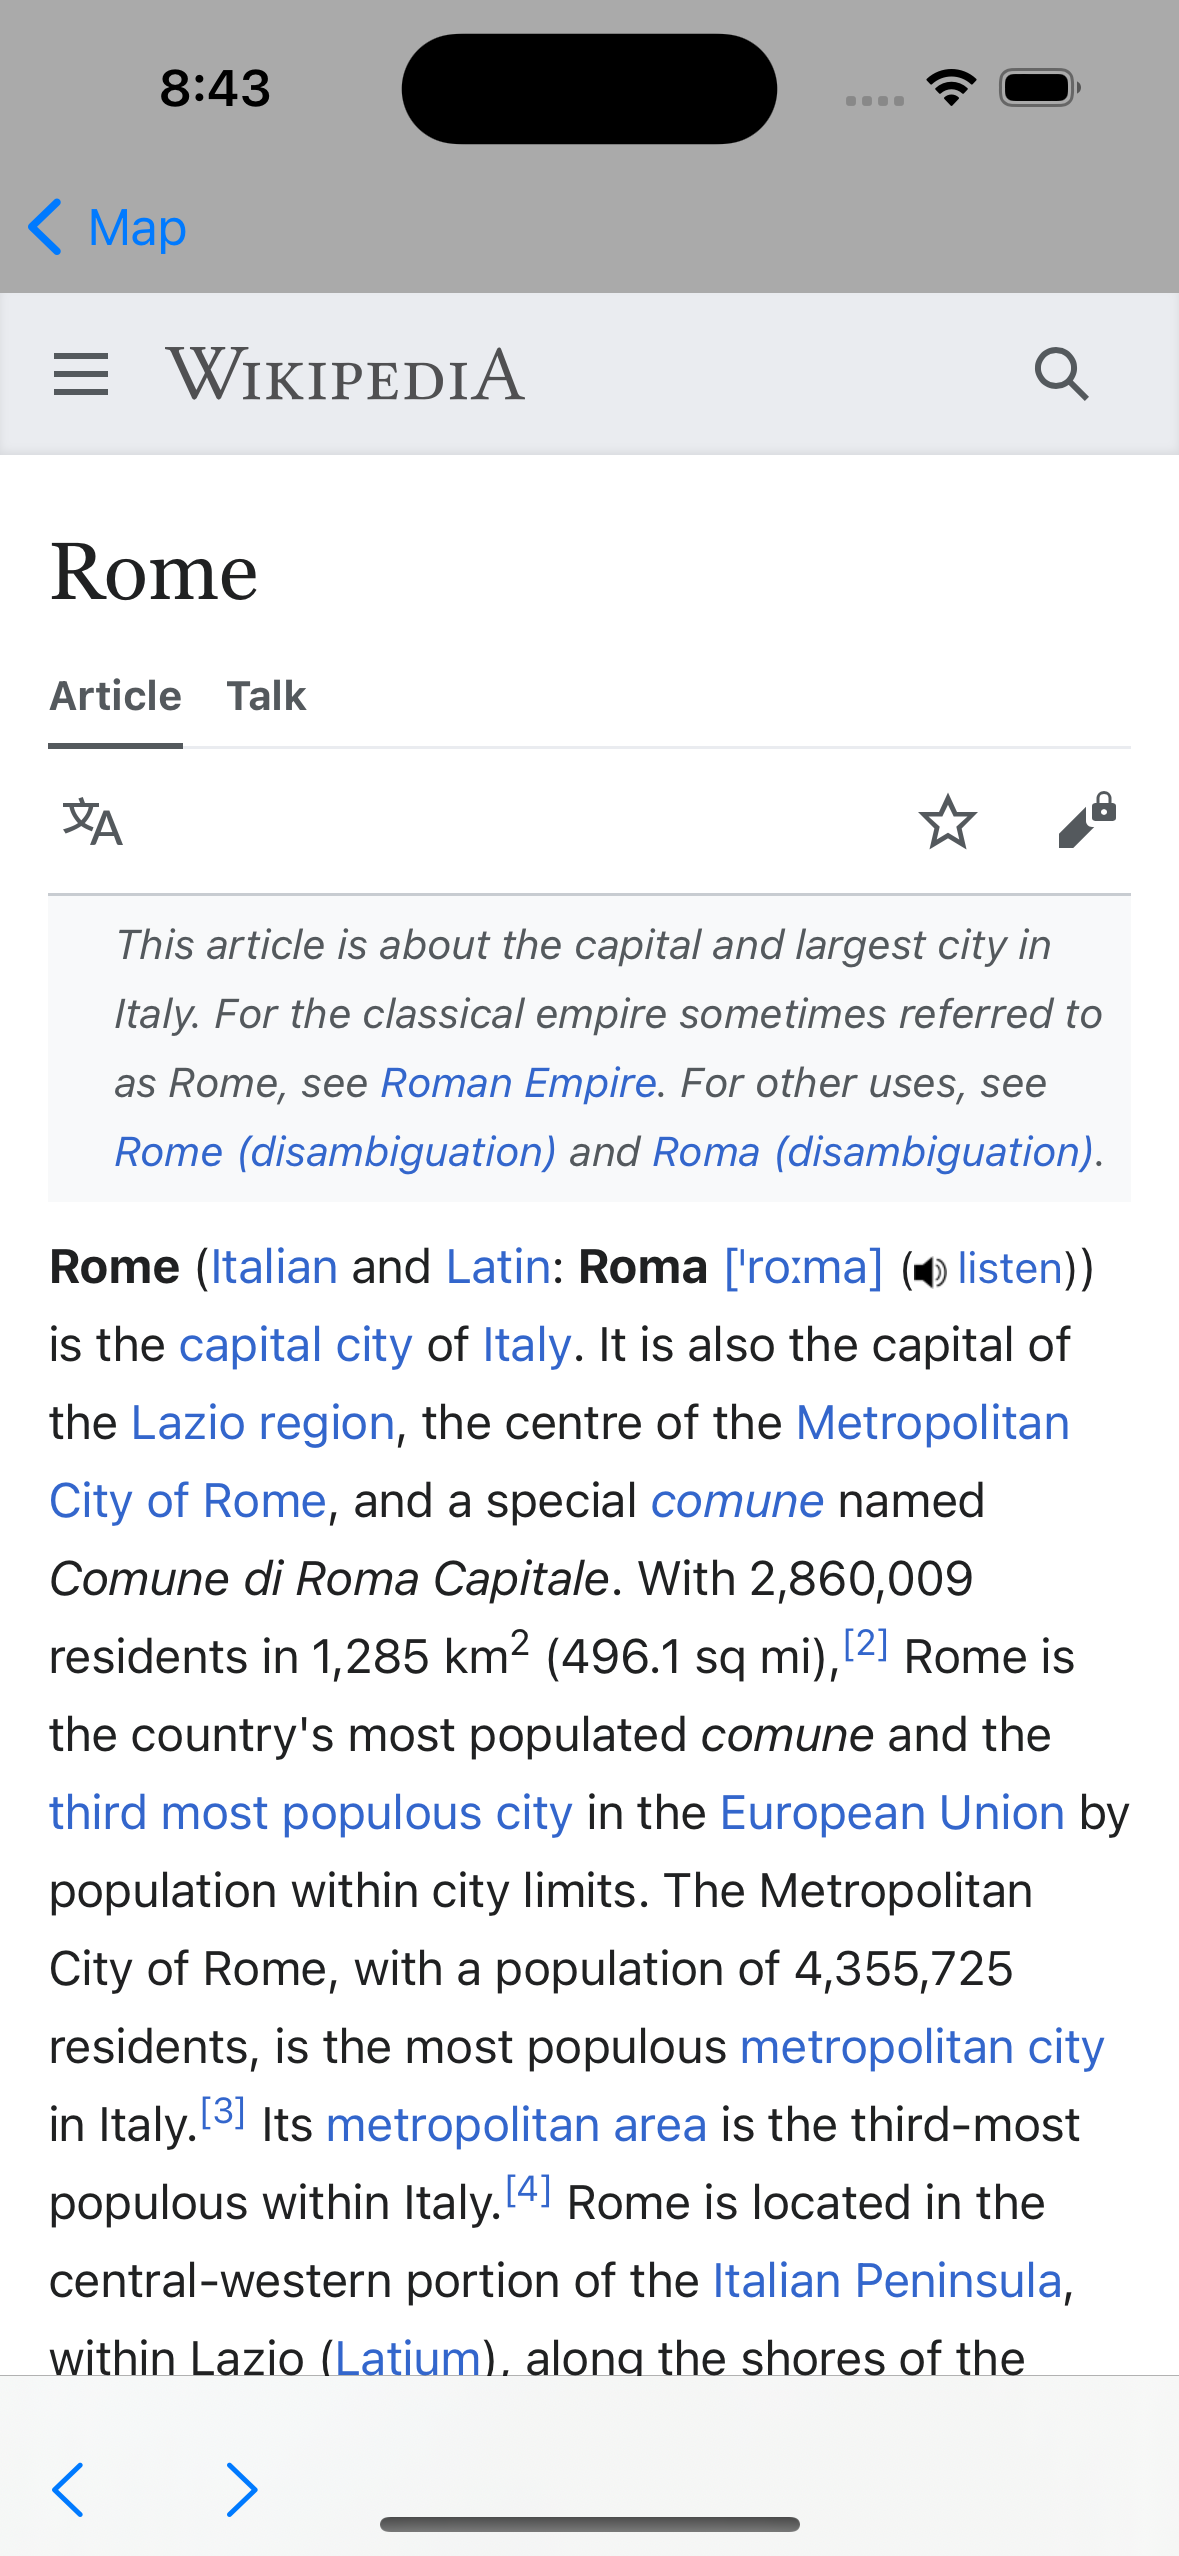 8:43
Map
WIKIPEDIA
Rome
Article Talk
文A
This article is about the capital and largest city in
Italy. For the classical empire sometimes referred to
as Rome, see Roman Empire. For other uses, see
Rome (disambiguation) and Roma (disambiguation).
Rome (Italian and Latin: Roma [ˈroːma] (listen))
is the capital city of Italy. It is also the capital of
the Lazio region, the centre of the Metropolitan
City of Rome, and a special comune named
Comune di Roma Capitale. With 2,860,009
residents in 1,285 km² (496.1 sq mi),[2] Rome is
the country's most populated comune and the
third most populous city in the European Union by
population within city limits. The Metropolitan
City of Rome, with a population of 4,355,725
residents, is the most populous metropolitan city
in Italy.[3] Its metropolitan area is the third-most
populous within Italy.[4] Rome is located in the
central-western portion of the Italian Peninsula,
within Lazio (Latium), along the shores of the